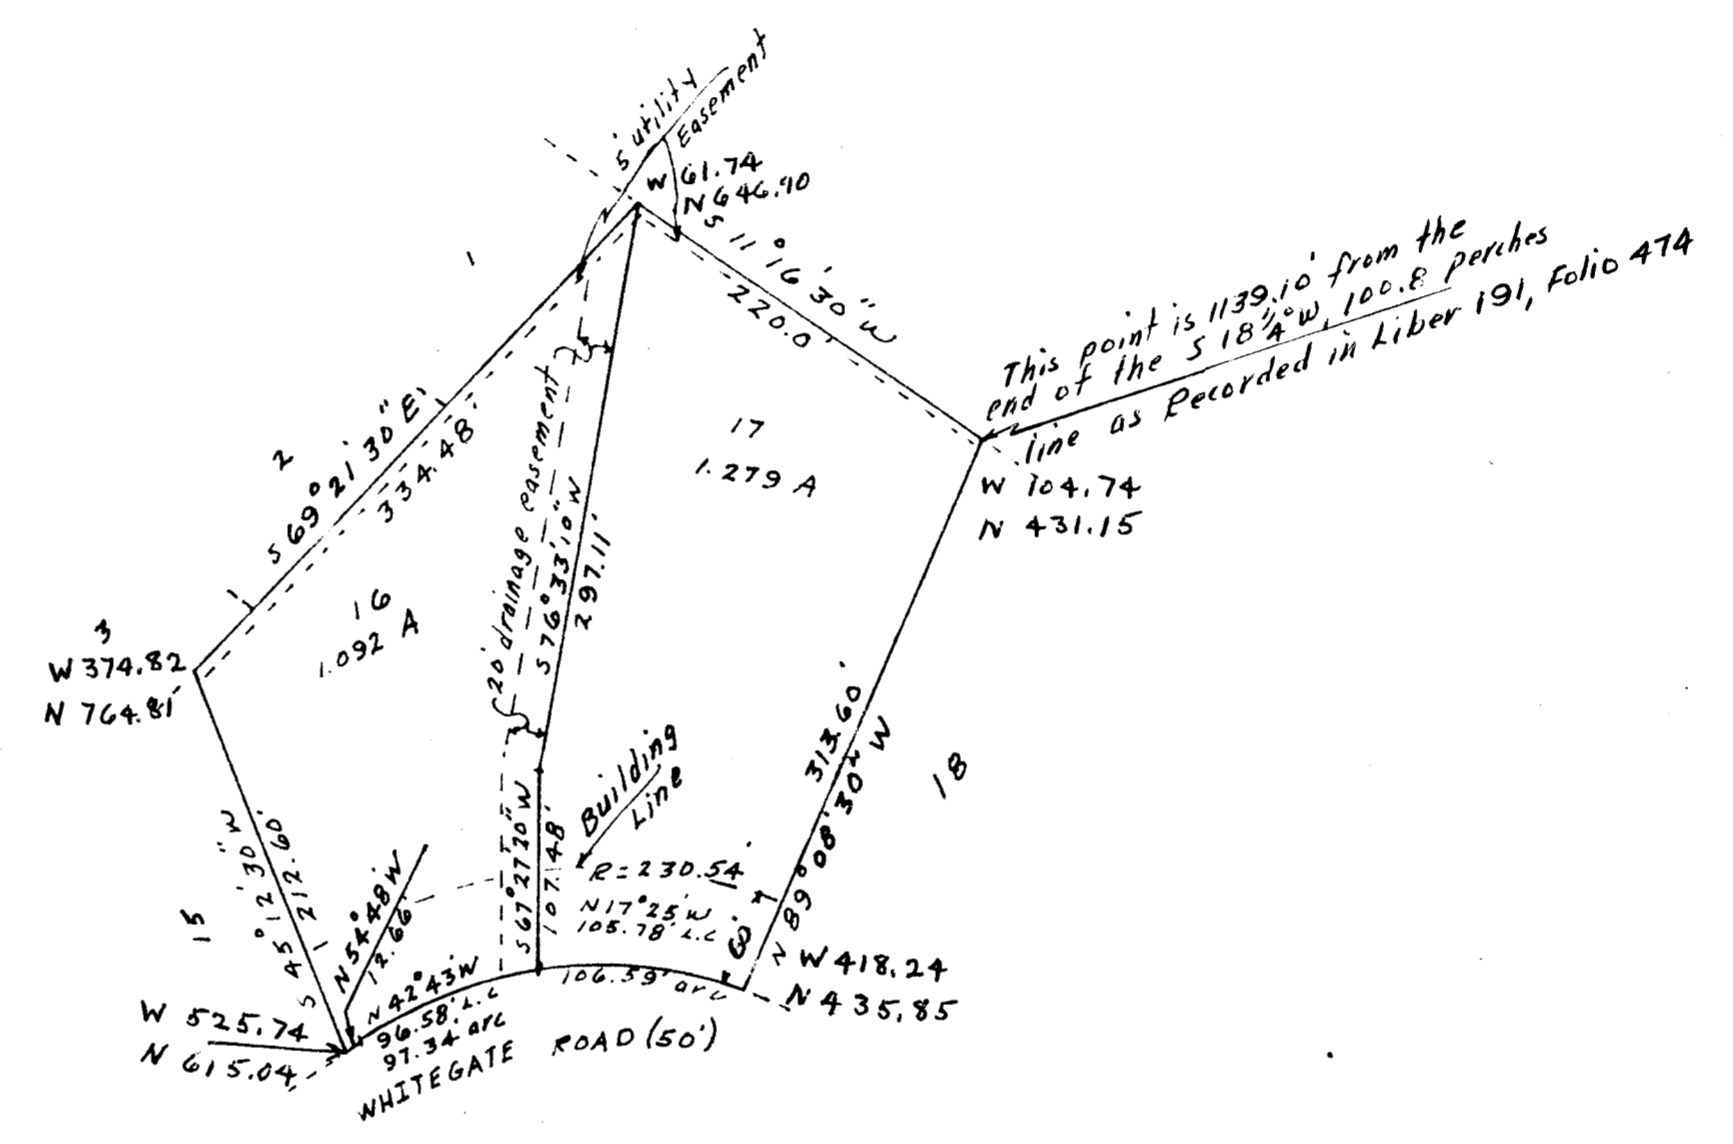 5' utility
Easement
W 61.74
N 646.90
S 11° 16' 30" W
220.0'
This point is 1139.10' from the
end of the S 18¼° W, 100.8 perches
line as Recorded in Liber 191, Folio 474
W 104.74
N 431.15
1
2
S 69° 21' 30" E
334.48'
3
W 374.82
N 764.81
16
1.092 A
17
1.279 A
20' drainage easement
S 76° 33' 10" W
297.11'
313.60'
N 89° 08' 30" W
18
Building
Line
S 67° 27' 20" W
107.48'
R = 230.54'
N 17° 25' W
105.78' L.C.
106.59' arc
W 418.24
N 435.85
15
S 45° 12' 30" W
212.60'
N 54° 48' W
12.66'
N 42° 43' W
96.58' L.C
97.34' arc
W 525.74
N 615.04
WHITEGATE ROAD (50')